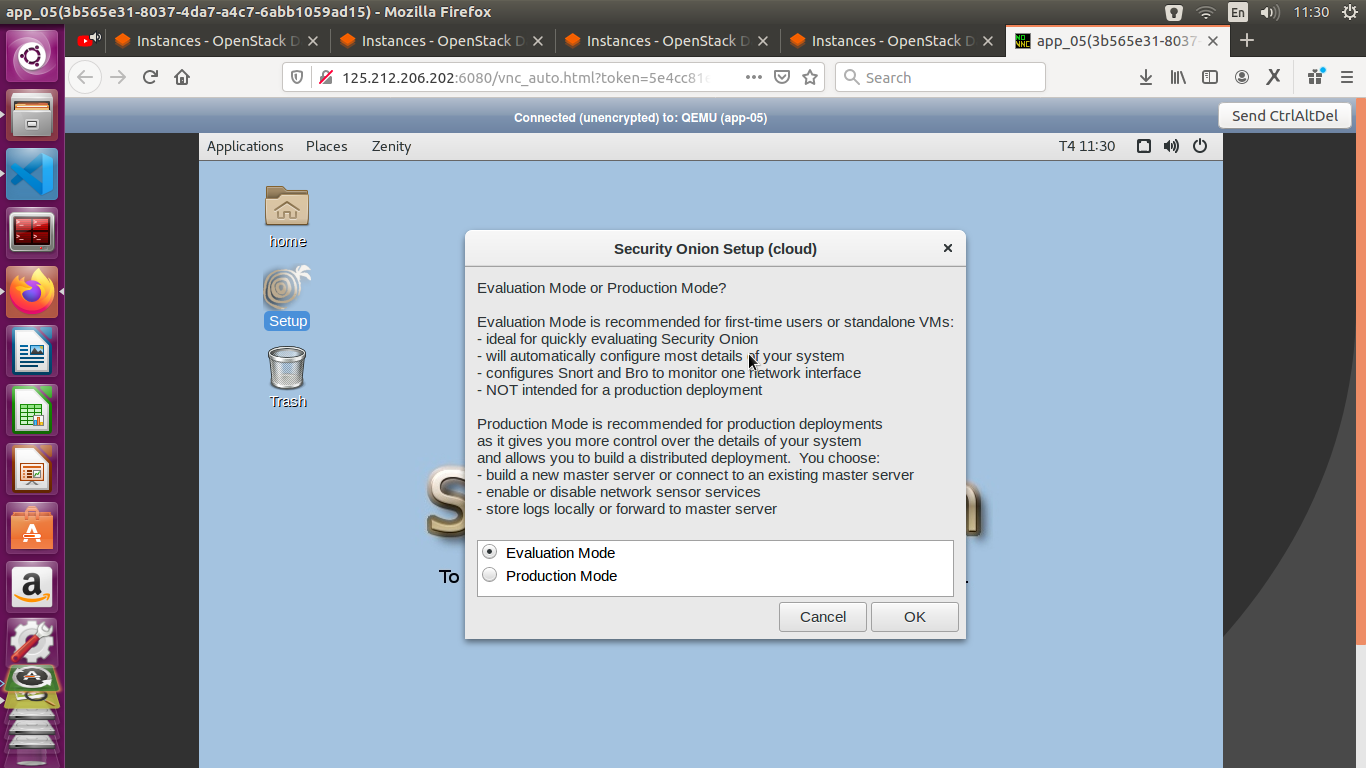 app_05(3b565e31-8037-4da7-a4c7-6abb1059ad15) - Mozilla Firefox
En
11:30
Instances - OpenStack D
Instances - OpenStack D
Instances - OpenStack D
Instances - OpenStack D
app_05(3b565e31-8037-
125.212.206.202:6080/vnc_auto.html?token=5e4cc81
Search
Connected (unencrypted) to: QEMU (app-05)
Send CtrlAltDel
Applications
Places
Zenity
T4 11:30
home
Setup
Trash
Security Onion Setup (cloud)
Evaluation Mode or Production Mode?
Evaluation Mode is recommended for first-time users or standalone VMs:
- ideal for quickly evaluating Security Onion
- will automatically configure most details of your system
- configures Snort and Bro to monitor one network interface
- NOT intended for a production deployment
Production Mode is recommended for production deployments
as it gives you more control over the details of your system
and allows you to build a distributed deployment. You choose:
- build a new master server or connect to an existing master server
- enable or disable network sensor services
- store logs locally or forward to master server
Evaluation Mode
Production Mode
Cancel
OK
S
n
To
.